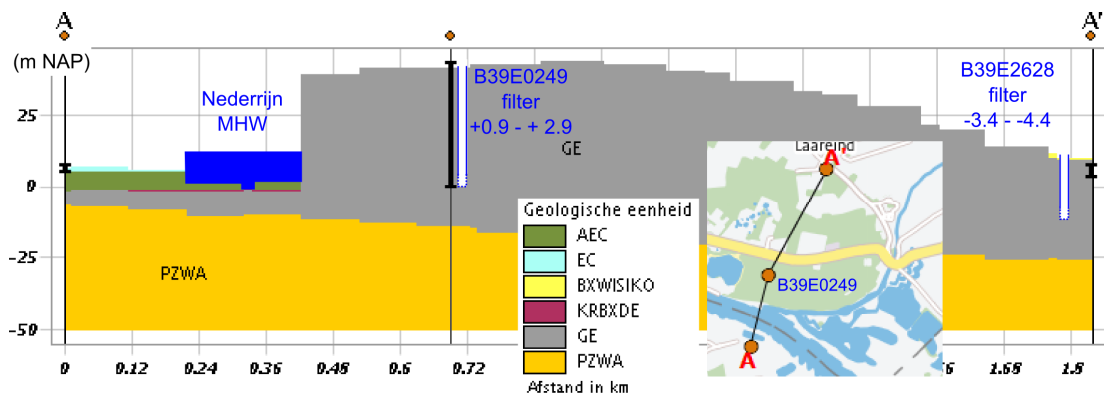 A
A'
(m NAP)
Nederrijn
MHW
B39E0249
filter
+0.9 - + 2.9
B39E2628
filter
-3.4 - -4.4
25
0
-25
-50
GE
PZWA
Geologische eenheid
AEC
EC
BXWISIKO
KRBXDE
GE
PZWA
Laareind
A'
B39E0249
A
0
0.12
0.24
0.36
0.48
0.6
0.72
1.68
1.8
Afstand in km